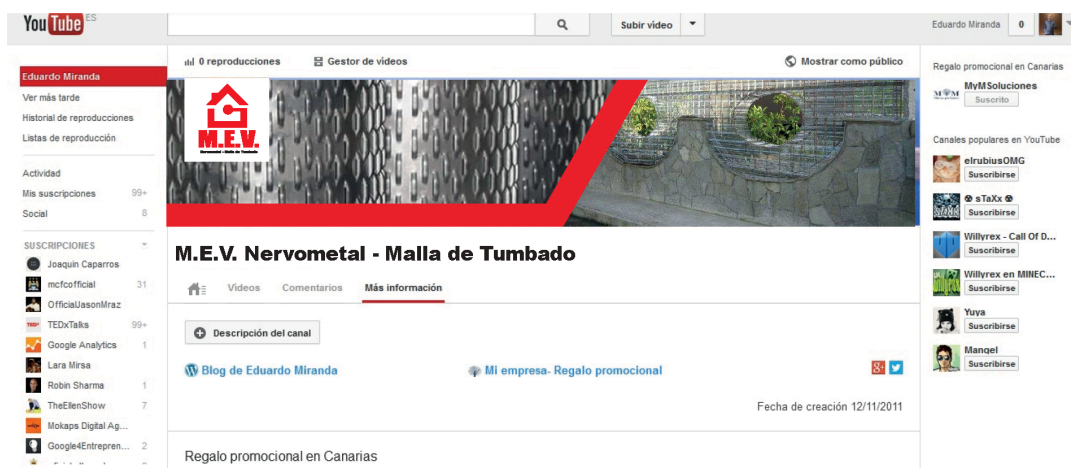 YouTube ES
Subir vídeo
Eduardo Miranda 0
Eduardo Miranda
Ver más tarde
Historial de reproducciones
Listas de reproducción
Actividad
Mis suscripciones 99+
Social 8
SUSCRIPCIONES
Joaquin Caparros
mcfcofficial 31
OfficialJasonMraz
TEDxTalks 99+
Google Analytics 1
Lara Mirsa
Robin Sharma 1
TheEllenShow 7
Mokaps Digital Ag...
Google4Entrepren... 2
0 reproducciones Gestor de vídeos Mostrar como público
M.E.V.
Nervometal - Malla de Tumbado
M.E.V. Nervometal - Malla de Tumbado
Videos Comentarios Más información
Descripción del canal
Blog de Eduardo Miranda Mi empresa- Regalo promocional
Fecha de creación 12/11/2011
Regalo promocional en Canarias
Regalo promocional en Canarias
MyMSoluciones
Suscrito
Canales populares en YouTube
elrubiusOMG
Suscribirse
☢ sTaXx ☢
Suscribirse
Willyrex - Call Of D...
Suscribirse
Willyrex en MINEC...
Suscribirse
Yuya
Suscribirse
Mangel
Suscribirse